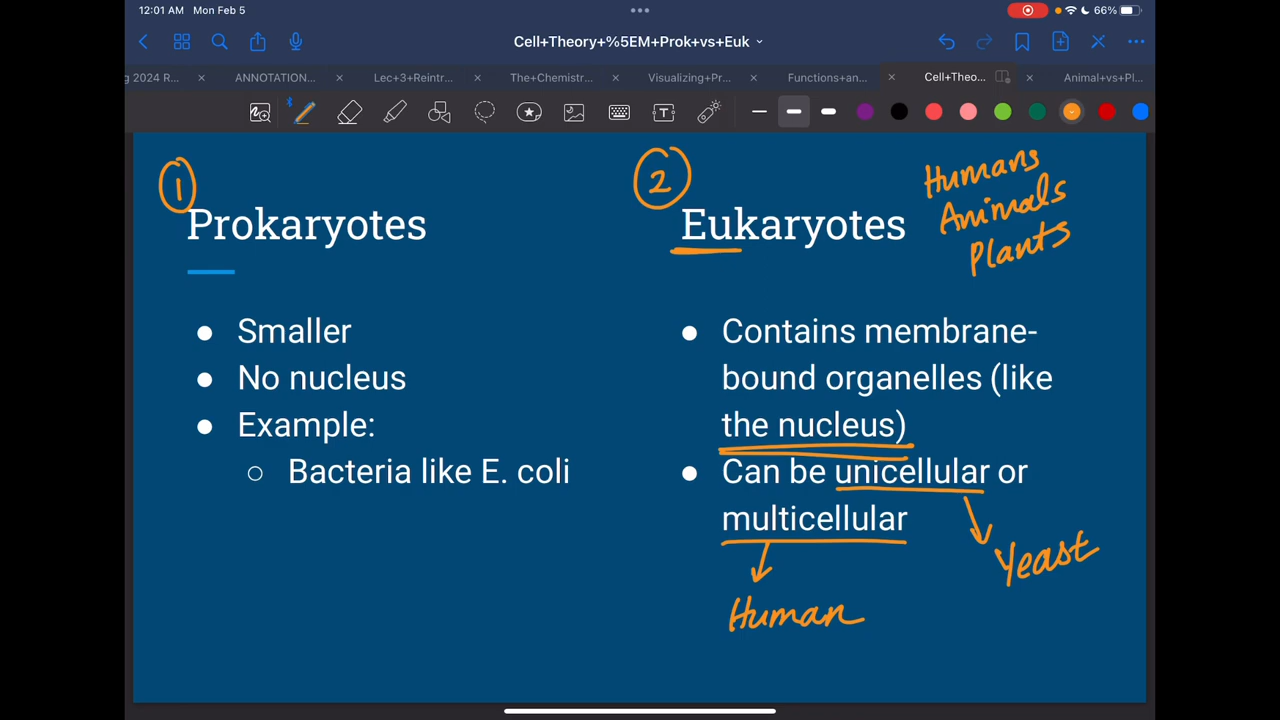 12:01 AM Mon Feb 5
66%
Cell+Theory+%5EM+Prok+vs+Euk
g 2024 R...
ANNOTATION...
Lec+3+Reintr...
The+Chemistr...
Visualizing+Pr...
Functions+an...
Cell+Theo...
Animal+vs+Pl...
1
Prokaryotes
Smaller
No nucleus
Example:
Bacteria like E. coli
2
Eukaryotes
Humans
Animals
Plants
Contains membrane-
bound organelles (like
the nucleus)
Can be unicellular or
multicellular
Yeast
Human